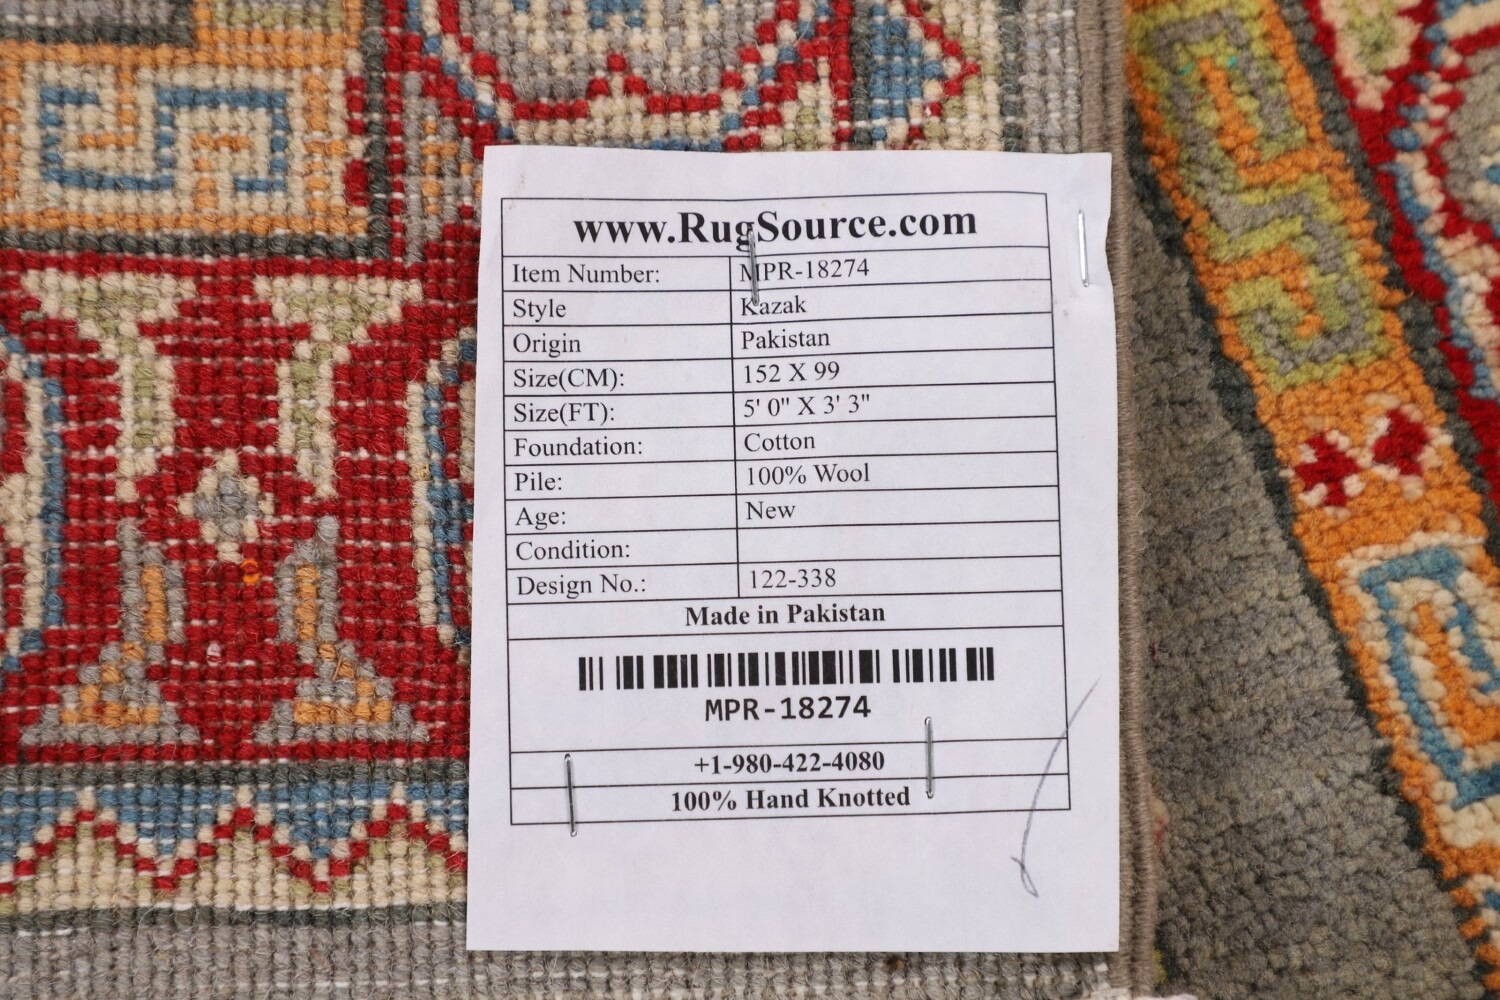 www.RugSource.com
Item Number: MPR-18274
Style Kazak
Origin Pakistan
Size(CM): 152 X 99
Size(FT): 5' 0" X 3' 3"
Foundation: Cotton
Pile: 100% Wool
Age: New
Condition:
Design No.: 122-338
Made in Pakistan
MPR-18274
+1-980-422-4080
100% Hand Knotted